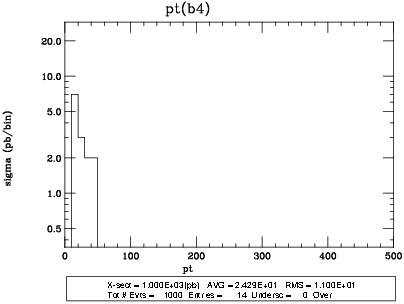 pt(b4)
20.0
10.0
5.0
sigma (pb/bin)
2.0
1.0
0.5
0 100 200 300 400 500
pt
X-sect = 1.000E+03(pb) AVG = 2.429E+01 RMS = 1.100E+01
Tot # Evts = 1000 Entries = 14 Undersc = 0 Over